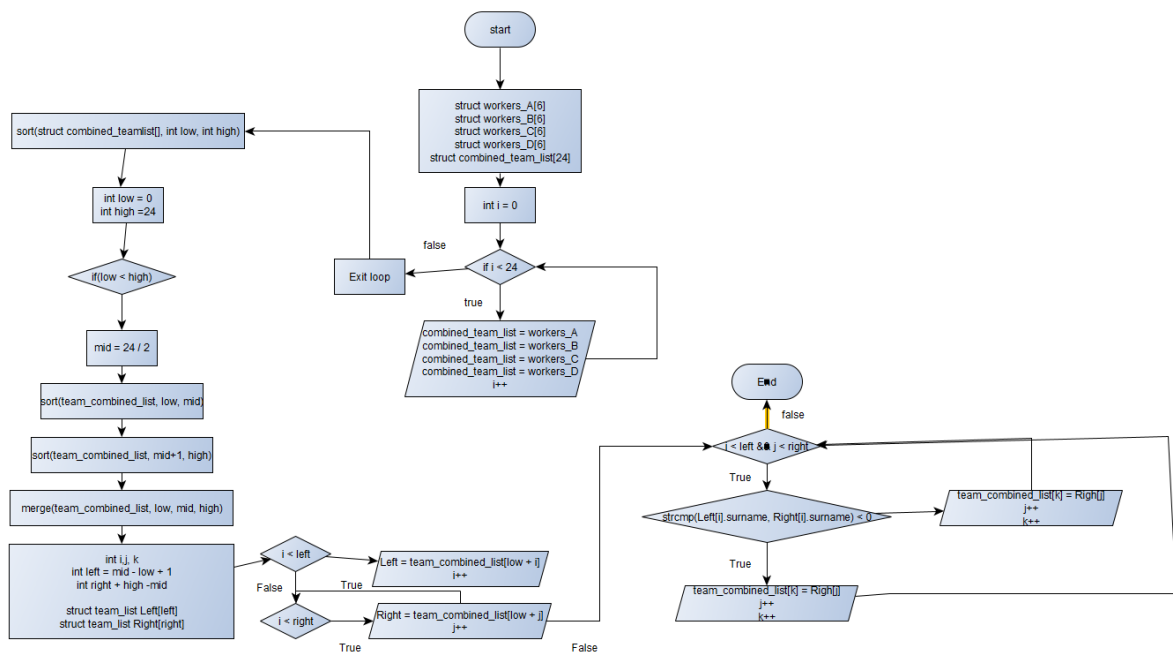 start
struct workers_A[6]
struct workers_B[6]
struct workers_C[6]
struct workers_D[6]
struct combined_team_list[24]
int i = 0
if i < 24
false
true
Exit loop
combined_team_list = workers_A
combined_team_list = workers_B
combined_team_list = workers_C
combined_team_list = workers_D
i++
sort(struct combined_teamlist[], int low, int high)
int low = 0
int high =24
if(low < high)
mid = 24 / 2
sort(team_combined_list, low, mid)
sort(team_combined_list, mid+1, high)
merge(team_combined_list, low, mid, high)
int i,j, k
int left = mid - low + 1
int right + high -mid
struct team_list Left[left]
struct team_list Right[right]
i < left
True
Left = team_combined_list[low + i]
i++
False
i < right
True
Right = team_combined_list[low + j]
j++
False
i < left && j < right
false
End
True
strcmp(Left[i].surname, Right[i].surname) < 0
team_combined_list[k] = Righ[j]
j++
k++
True
team_combined_list[k] = Righ[j]
j++
k++